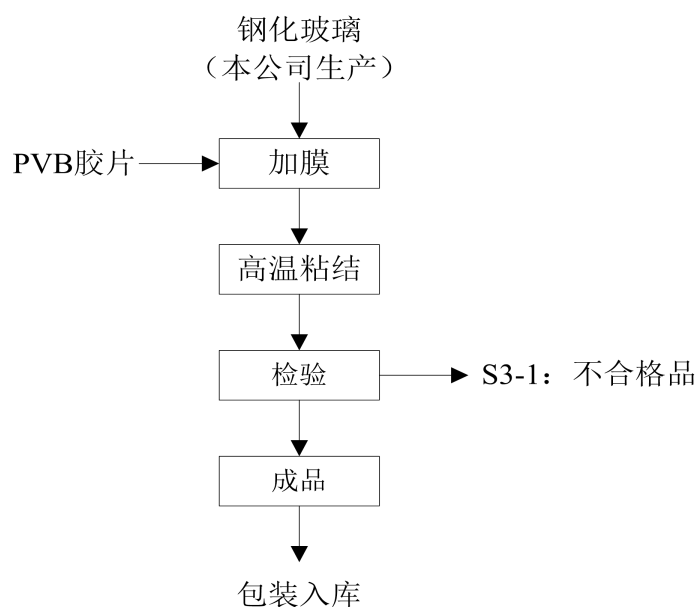 钢化玻璃
（本公司生产）
PVB胶片
加膜
高温粘结
检验
S3-1：不合格品
成品
包装入库